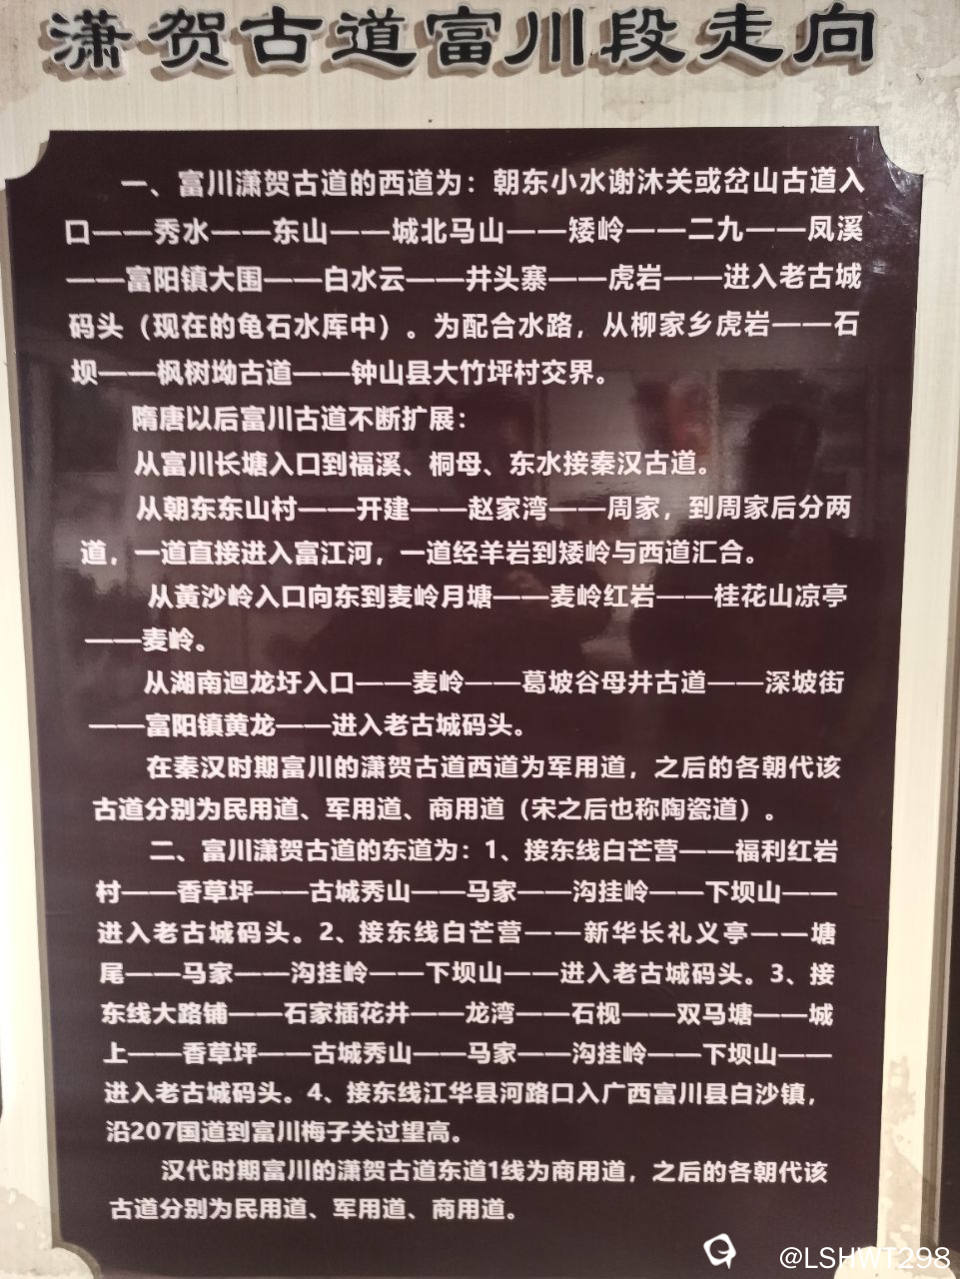 潇贺古道富川段走向
一、富川潇贺古道的西道为：朝东小水谢沐关或岔山古道入
口——秀水——东山——城北马山——矮岭——二九——凤溪
——富阳镇大围——白水云——井头寨——虎岩——进入老古城
码头（现在的龟石水库中）。为配合水路，从柳家乡虎岩——石
坝——枫树坳古道——钟山县大竹坪村交界。
隋唐以后富川古道不断扩展：
从富川长塘入口到福溪、桐母、东水接秦汉古道。
从朝东东山村——开建——赵家湾——周家，到周家后分两
道，一道直接进入富江河，一道经羊岩到矮岭与西道汇合。
从黄沙岭入口向东到麦岭月塘——麦岭红岩——桂花山凉亭
——麦岭。
从湖南迴龙圩入口——麦岭——葛坡谷母井古道——深坡街
——富阳镇黄龙——进入老古城码头。
在秦汉时期富川的潇贺古道西道为军用道，之后的各朝代该
古道分别为民用道、军用道、商用道（宋之后也称陶瓷道）。
二、富川潇贺古道的东道为：1、接东线白芒营——福利红岩
村——香草坪——古城秀山——马家——沟挂岭——下坝山——
进入老古城码头。2、接东线白芒营——新华长礼义亭——塘
尾——马家——沟挂岭——下坝山——进入老古城码头。3、接
东线大路铺——石家插花井——龙湾——石枧——双马塘——城
上——香草坪——古城秀山——马家——沟挂岭——下坝山——
进入老古城码头。4、接东线江华县河路口入广西富川县白沙镇，
沿207国道到富川梅子关过望高。
汉代时期富川的潇贺古道东道1线为商用道，之后的各朝代该
古道分别为民用道、军用道、商用道。
@LSHWT298